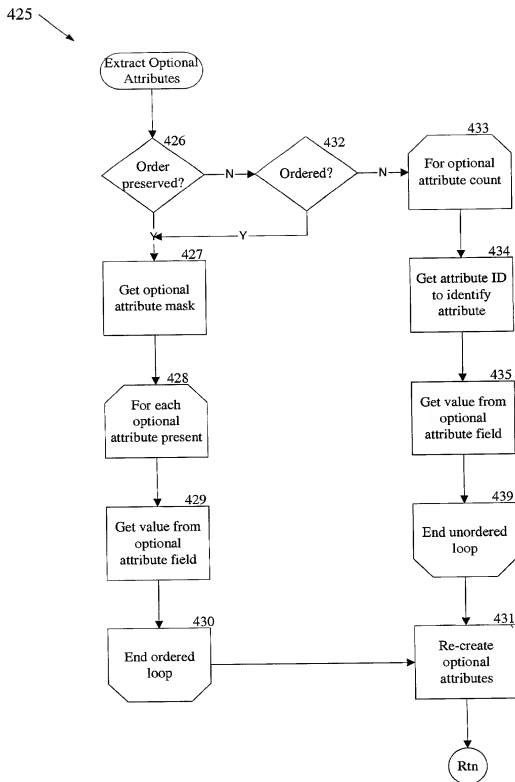 425
Extract Optional
Attributes
426
Order
preserved?
N
432
Ordered?
N
433
For optional
attribute count
Y
Y
427
Get optional
attribute mask
434
Get attribute ID
to identify
attribute
428
For each
optional
attribute present
435
Get value from
optional
attribute field
429
Get value from
optional
attribute field
439
End unordered
loop
430
End ordered
loop
431
Re-create
optional
attributes
Rtn